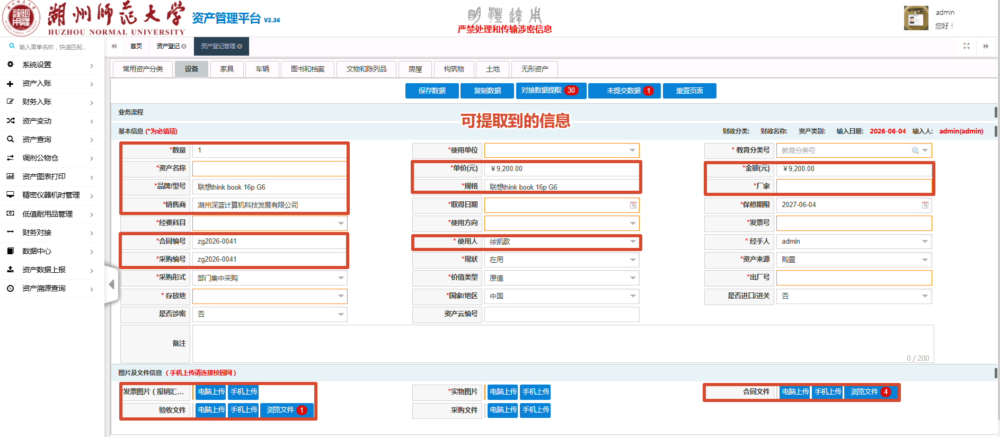 湖州师范大学
HUZHOU NORMAL UNIVERSITY
资产管理平台 V2.36
明體達用
严禁处理和传输涉密信息
admin
您好！
输入菜单名称，快速匹配...
首页
资产登记
资产登记管理
系统设置
资产入账
财务入账
资产变动
资产查询
调剂公物仓
资产图表打印
精密仪器机时管理
低值耐用品管理
财务对接
数据中心
资产数据上报
资产溯源查询
常用资产分类 设备 家具 车辆 图书和档案 文物和陈列品 房屋 构筑物 土地 无形资产
保存数据 复制数据 对接数据提取 30 未提交数据 1 重置页面
业务流程
可提取到的信息
基本信息 (*为必填项)
财政分类: 财政名称: 资产类别: 输入日期: 2026-06-04 输入人: admin(admin)
*数量 1 *使用单位 * 教育分类号 教育分类号
*资产名称 *单价(元) ￥9,200.00 *金额(元) ￥9,200.00
*品牌/型号 联想think book 16p G6 *规格 联想think book 16p G6 *厂家
*销售商 湖州深蓝计算机科技发展有限公司 *取得日期 *保修期限 2027-06-04
*经费科目 *使用方向 *发票号
*合同编号 zg2026-0041 * 使用人 徐凯歌 * 经手人 admin
*采购编号 zg2026-0041 *现状 在用 *资产来源 购置
*采购形式 部门集中采购 *价值类型 原值 *出厂号
* 存放地 *国家/地区 中国 是否进口/进关 否
是否涉密 否 资产云编号
备注
0 / 200
图片及文件信息 （手机上传请连接校园网）
*发票图片（报销汇... 电脑上传 手机上传 *实物图片 电脑上传 手机上传 合同文件 电脑上传 手机上传 浏览文件 4
验收文件 电脑上传 手机上传 浏览文件 1 采购文件 电脑上传 手机上传